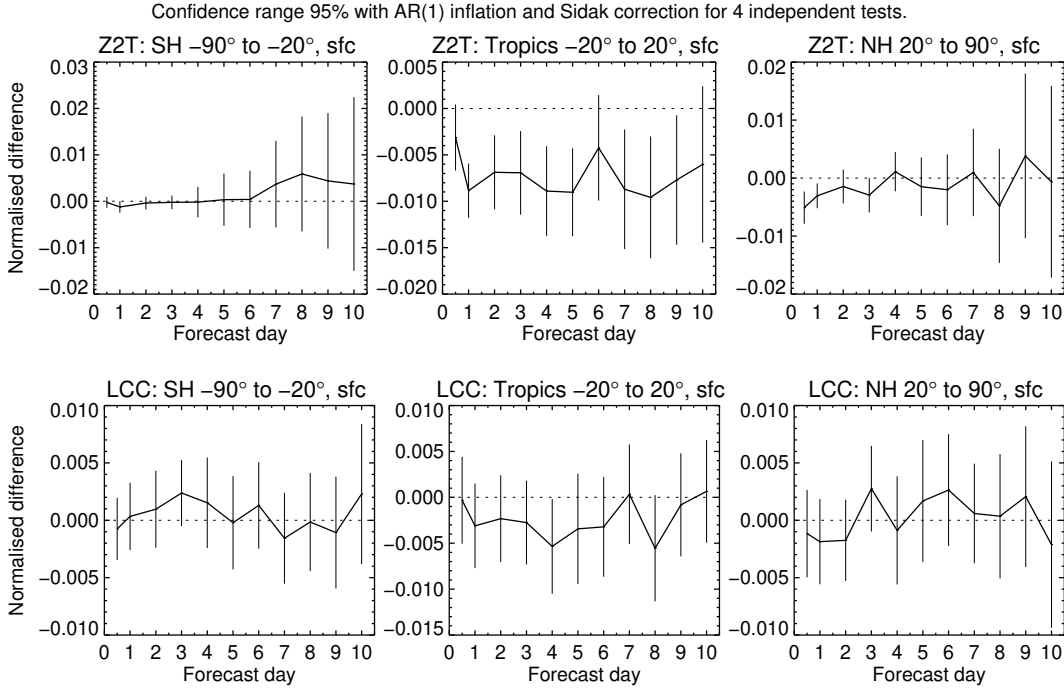 Confidence range 95% with AR(1) inflation and Sidak correction for 4 independent tests.
Z2T: SH −90° to −20°, sfc
Z2T: Tropics −20° to 20°, sfc
Z2T: NH 20° to 90°, sfc
Normalised difference
0.03
0.02
0.01
0.00
−0.01
−0.02
0 1 2 3 4 5 6 7 8 9 10
Forecast day
0.005
0.000
−0.005
−0.010
−0.015
−0.020
0 1 2 3 4 5 6 7 8 9 10
Forecast day
0.02
0.01
0.00
−0.01
−0.02
0 1 2 3 4 5 6 7 8 9 10
Forecast day
LCC: SH −90° to −20°, sfc
LCC: Tropics −20° to 20°, sfc
LCC: NH 20° to 90°, sfc
Normalised difference
0.010
0.005
0.000
−0.005
−0.010
0 1 2 3 4 5 6 7 8 9 10
Forecast day
0.010
0.005
0.000
−0.005
−0.010
−0.015
0 1 2 3 4 5 6 7 8 9 10
Forecast day
0.010
0.005
0.000
−0.005
−0.010
0 1 2 3 4 5 6 7 8 9 10
Forecast day